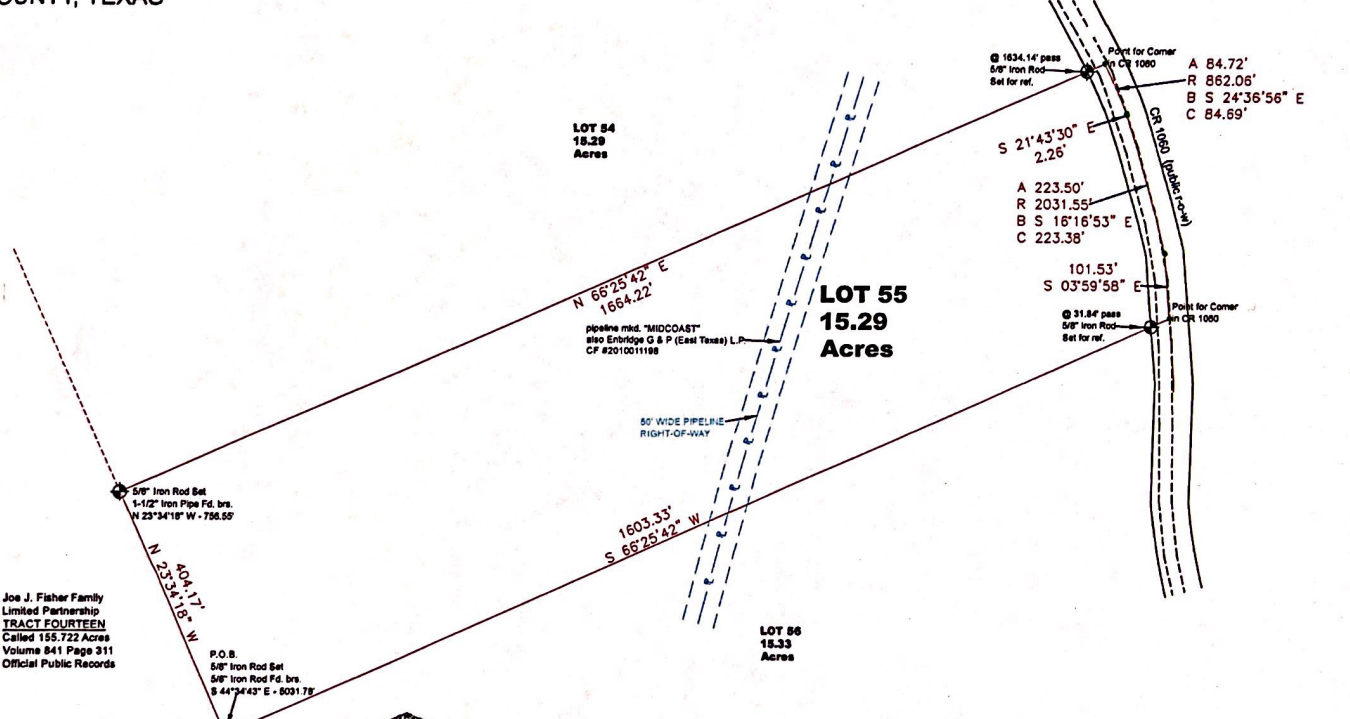 COUNTY, TEXAS
@ 1634.14' pass
5/8" Iron Rod
Set for ref.
Point for Corner
in CR 1060
A 84.72'
R 862.06'
B S 24°36'56" E
C 84.69'
CR 1060 (public r-o-w)
LOT 54
15.29
Acres
S 21°43'30" E
2.26'
A 223.50'
R 2031.55'
B S 16°16'53" E
C 223.38'
101.53'
S 03°59'58" E
N 66°25'42" E
1664.22'
LOT 55
15.29
Acres
@ 31.84' pass
5/8" Iron Rod
Set for ref.
Point for Corner
in CR 1060
pipeline mkd. "MIDCOAST"
also Enbridge G & P (East Texas) L.P.
CF #2010011198
50' WIDE PIPELINE
RIGHT-OF-WAY
5/8" Iron Rod Set
1-1/2" Iron Pipe Fd. brs.
N 23°34'18" W - 756.55'
1603.33'
S 66°25'42" W
404.17'
N 23°34'18" W
Joe J. Fisher Family
Limited Partnership
TRACT FOURTEEN
Called 155.722 Acres
Volume 841 Page 311
Official Public Records
P.O.B.
5/8" Iron Rod Set
5/8" Iron Rod Fd. brs.
S 44°34'43" E - 5031.78'
LOT 56
15.33
Acres